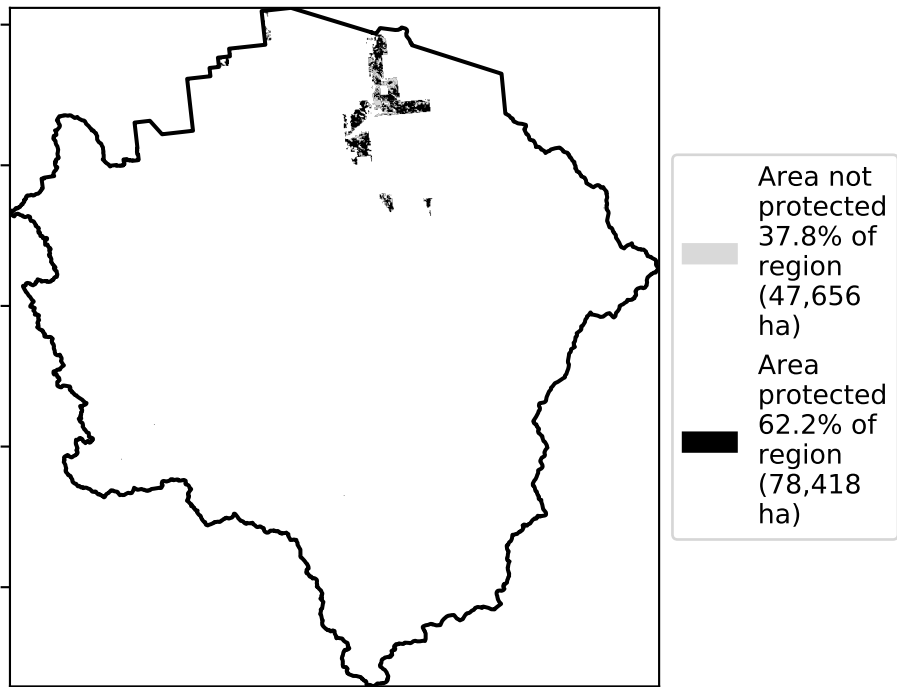 Area not
protected
37.8% of
region
(47,656
ha)
Area
protected
62.2% of
region
(78,418
ha)